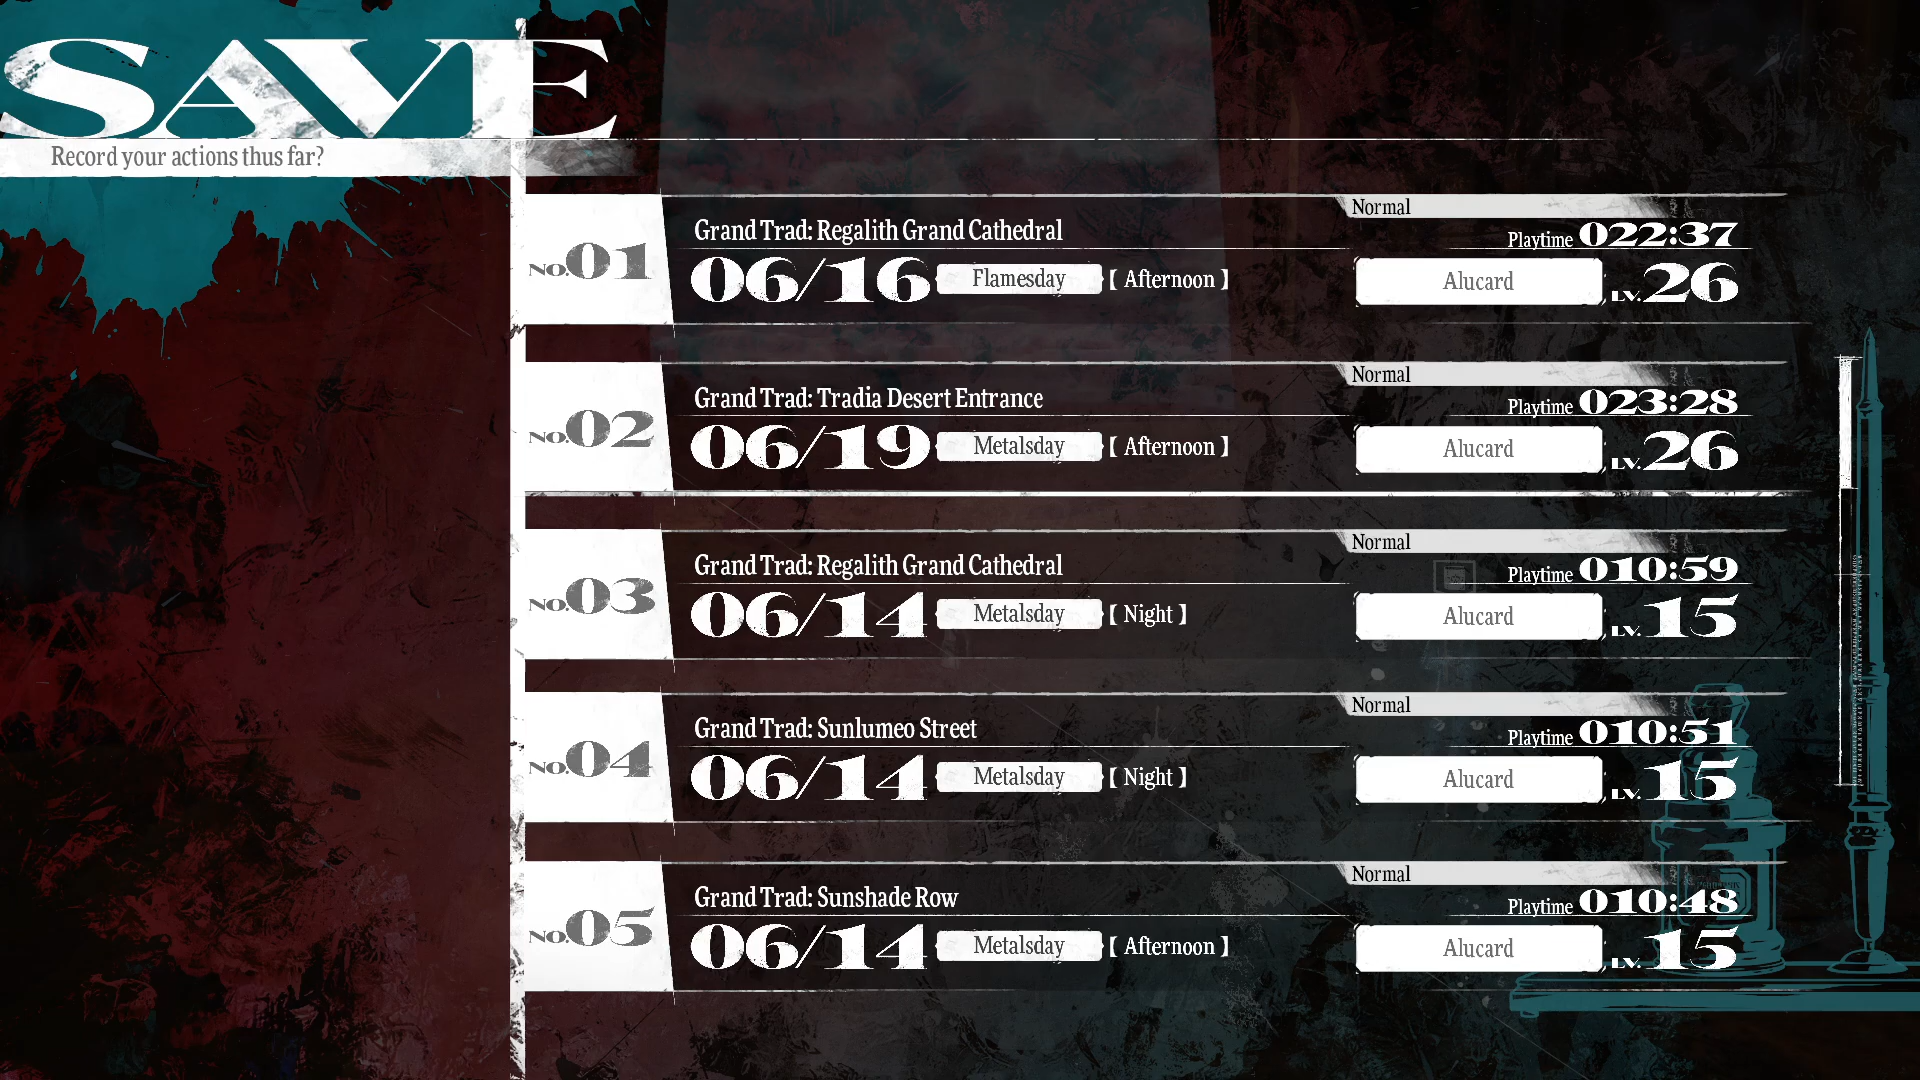 SAVE
Record your actions thus far?
Normal
Grand Trad: Regalith Grand Cathedral
Playtime 022:37
NO.01
06/16 Flamesday 【 Afternoon 】
Alucard LV.26
Normal
Grand Trad: Tradia Desert Entrance
Playtime 023:28
NO.02
06/19 Metalsday 【 Afternoon 】
Alucard LV.26
Normal
Grand Trad: Regalith Grand Cathedral
Playtime 010:59
NO.03
06/14 Metalsday 【 Night 】
Alucard LV.15
Normal
Grand Trad: Sunlumeo Street
Playtime 010:51
NO.04
06/14 Metalsday 【 Night 】
Alucard LV.15
Normal
Grand Trad: Sunshade Row
Playtime 010:48
NO.05
06/14 Metalsday 【 Afternoon 】
Alucard LV.15